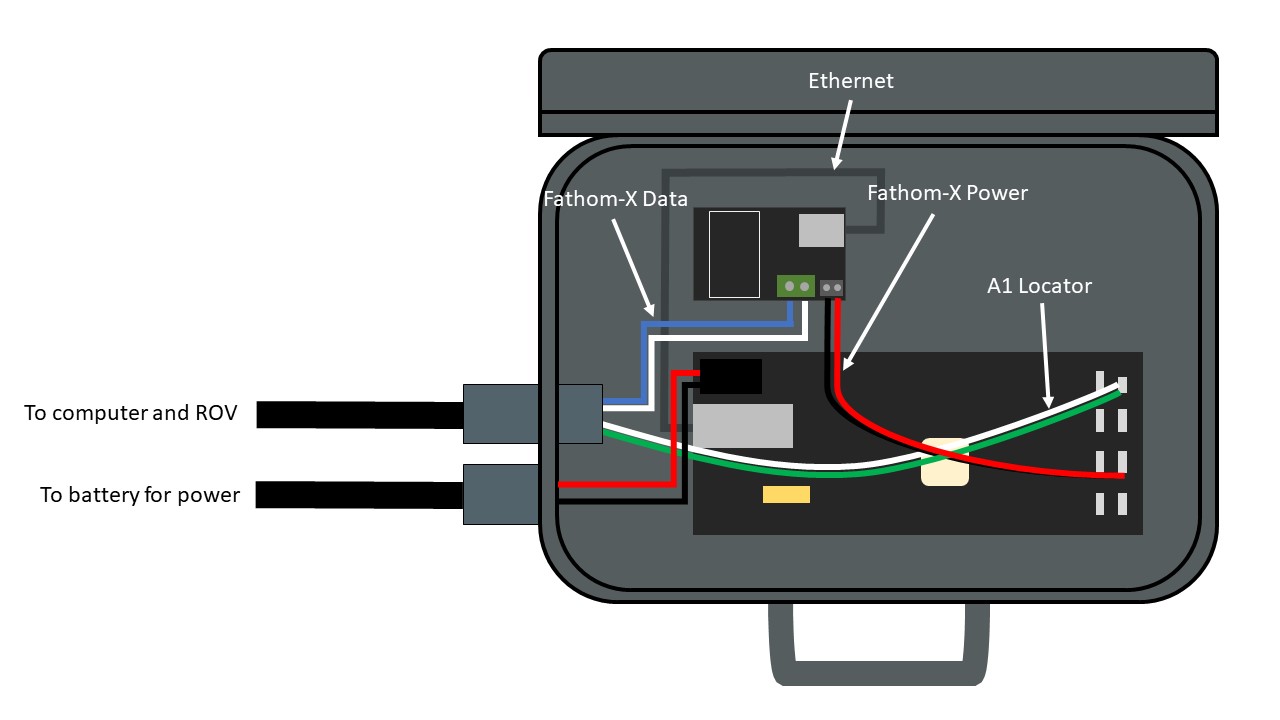 Ethernet
Fathom-X Data
Fathom-X Power
A1 Locator
To computer and ROV
To battery for power